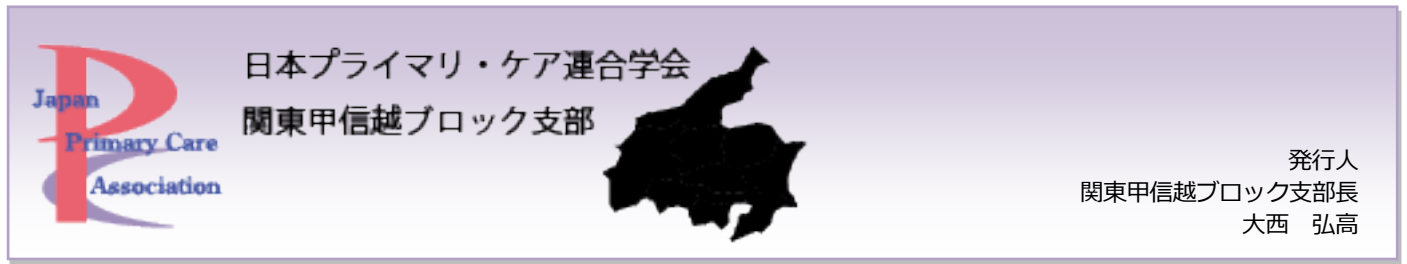 Japan
Primary Care
Association
日本プライマリ・ケア連合学会
関東甲信越ブロック支部
発行人
関東甲信越ブロック支部長
大西　弘高